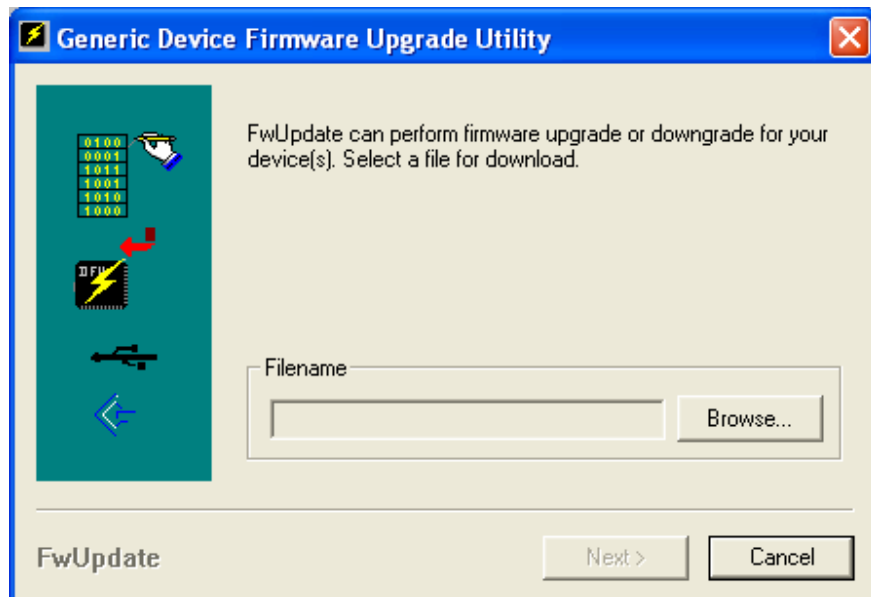 Generic Device Firmware Upgrade Utility
0100
0001
1011
1001
1010
1000
FwUpdate can perform firmware upgrade or downgrade for your
device(s). Select a file for download.
DFU
Filename
Browse...
FwUpdate
Next >
Cancel